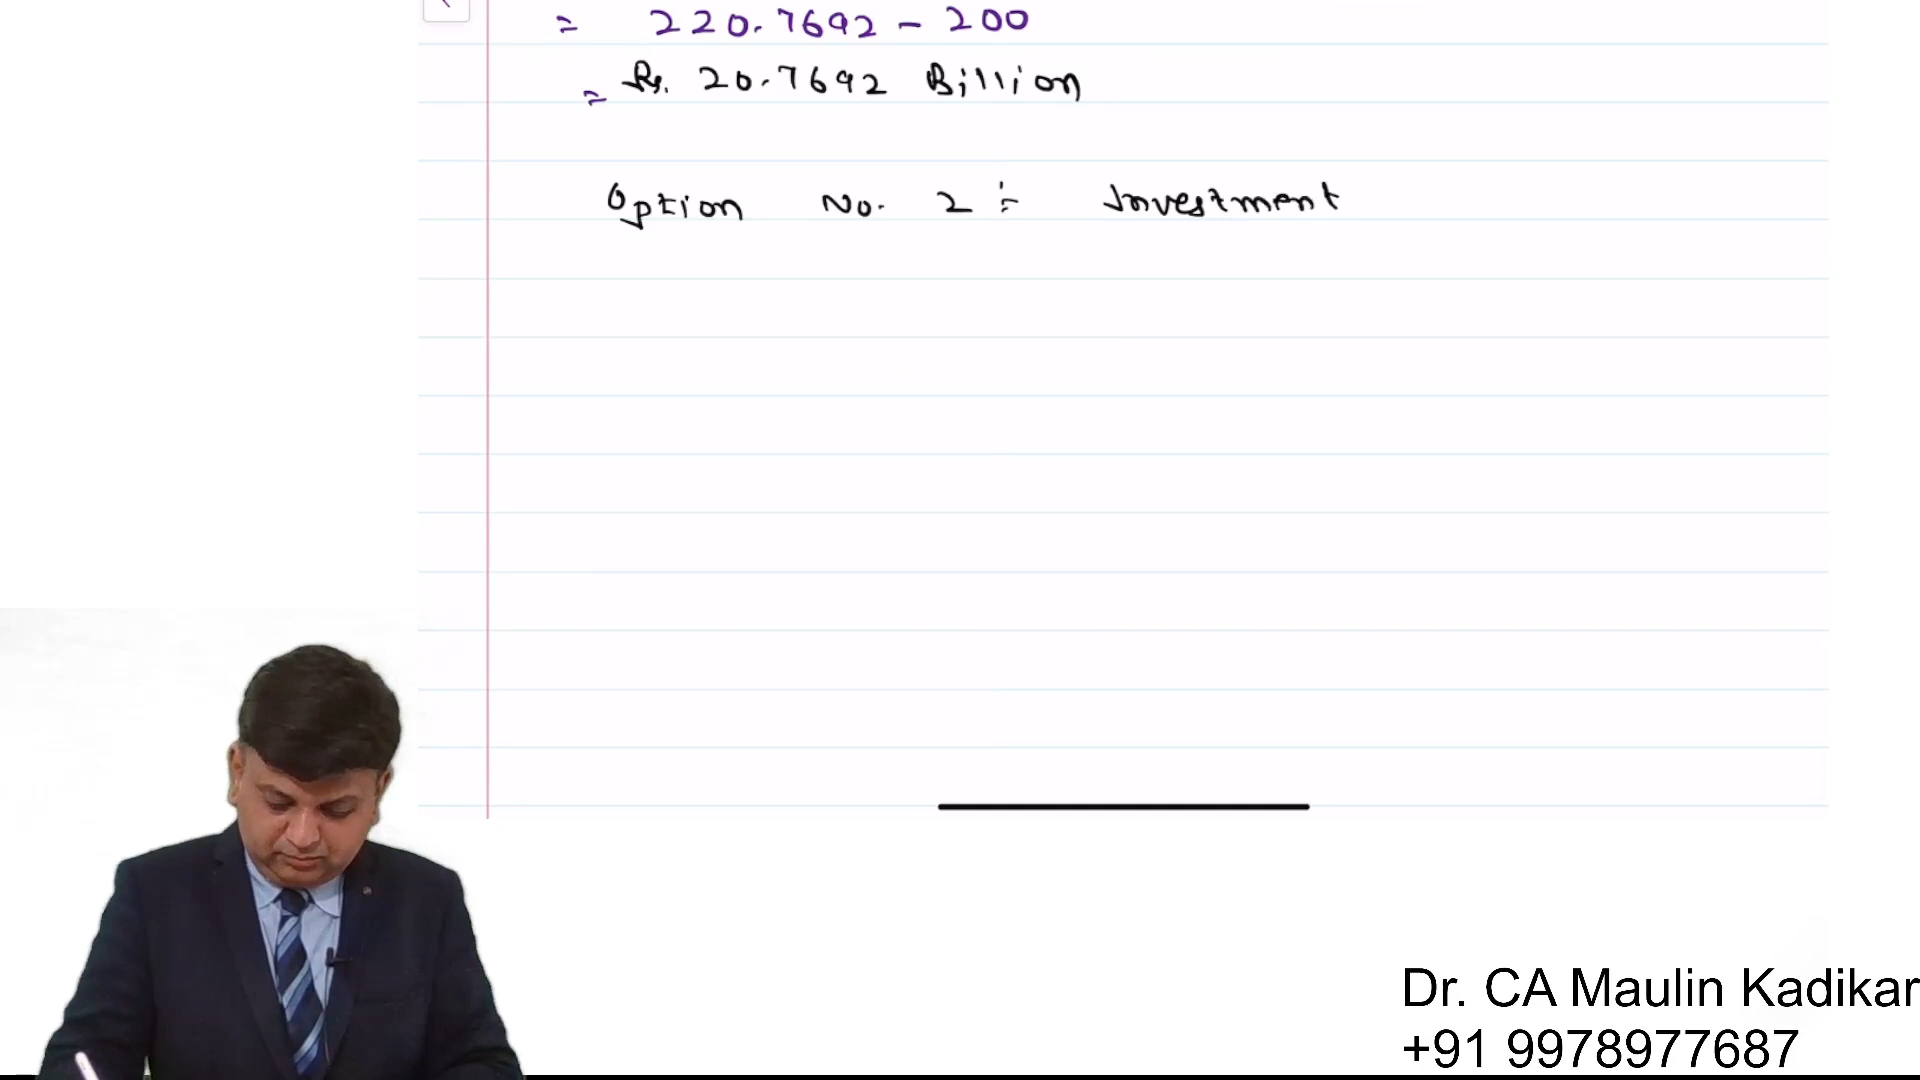 = 220.7692 - 200
= Rs. 20.7692 Billion
Option No. 2 :- Investment
Dr. CA Maulin Kadikar
+91 9978977687